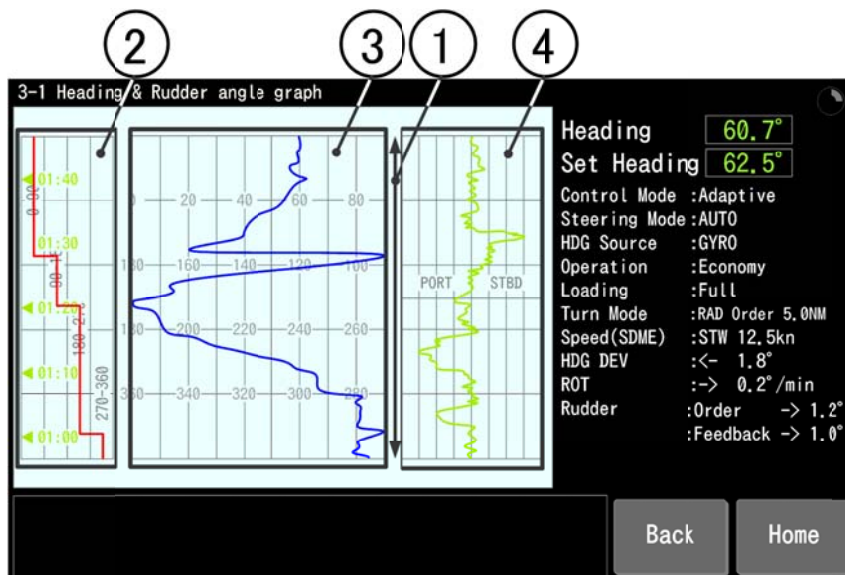 2 3 1 4
3-1 Heading & Rudder angle graph
Heading 60.7°
Set Heading 62.5°
Control Mode :Adaptive
Steering Mode:AUTO
HDG Source :GYRO
Operation :Economy
Loading :Full
Turn Mode :RAD Order 5.0NM
Speed(SDME) :STW 12.5kn
HDG DEV :<- 1.8°
ROT :-> 0.2°/min
Rudder :Order -> 1.2°
:Feedback -> 1.0°
01:40
01:30
01:20
01:10
01:00
0-90
180-270
270-360
0 20 40 60 80
180 160 140 120 100
180 200 220 240 260
360 340 320 300 280
PORT STBD
Back Home